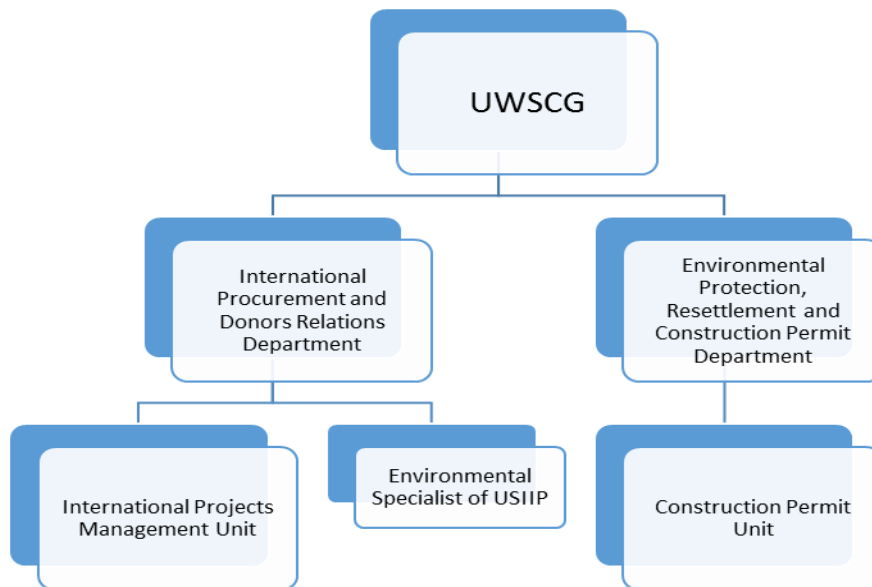 UWSCG
International
Procurement and
Donors Relations
Department
Environmental
Protection,
Resettlement and
Construction Permit
Department
International Projects
Management Unit
Environmental
Specialist of USIIP
Construction Permit
Unit